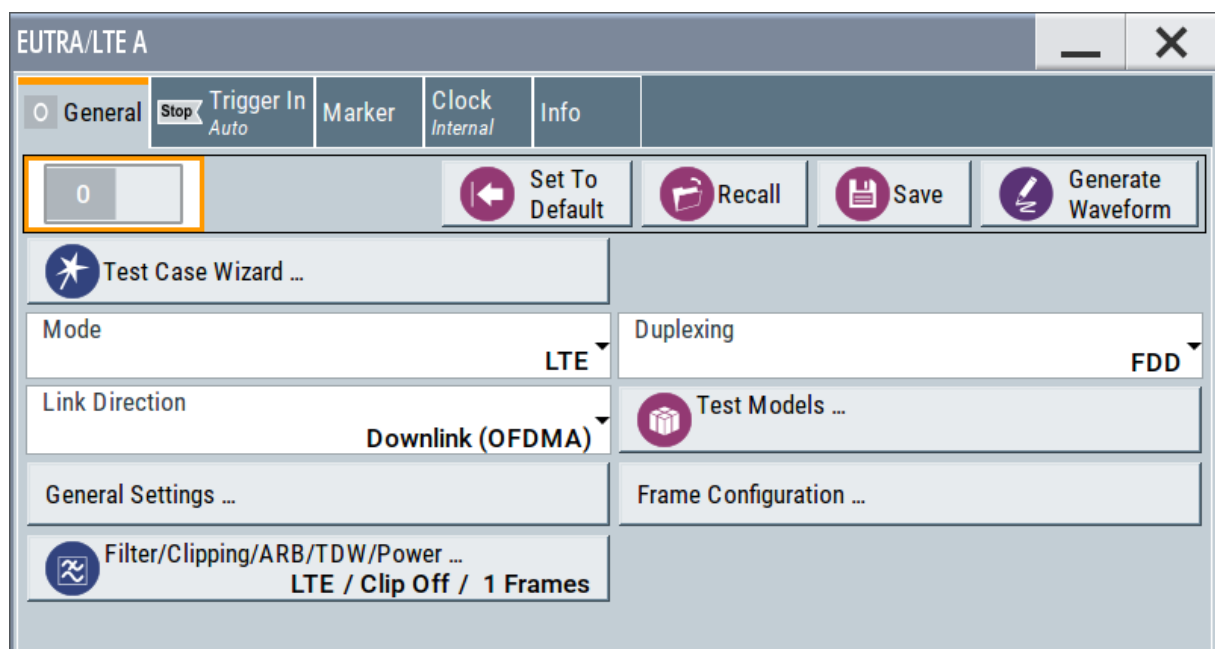 EUTRA/LTE A
0 General
Stop Trigger In
Auto
Marker
Clock
Internal
Info
0
Set To
Default
Recall
Save
Generate
Waveform
Test Case Wizard ...
Mode
LTE
Duplexing
FDD
Link Direction
Downlink (OFDMA)
Test Models ...
General Settings ...
Frame Configuration ...
Filter/Clipping/ARB/TDW/Power ...
LTE / Clip Off / 1 Frames